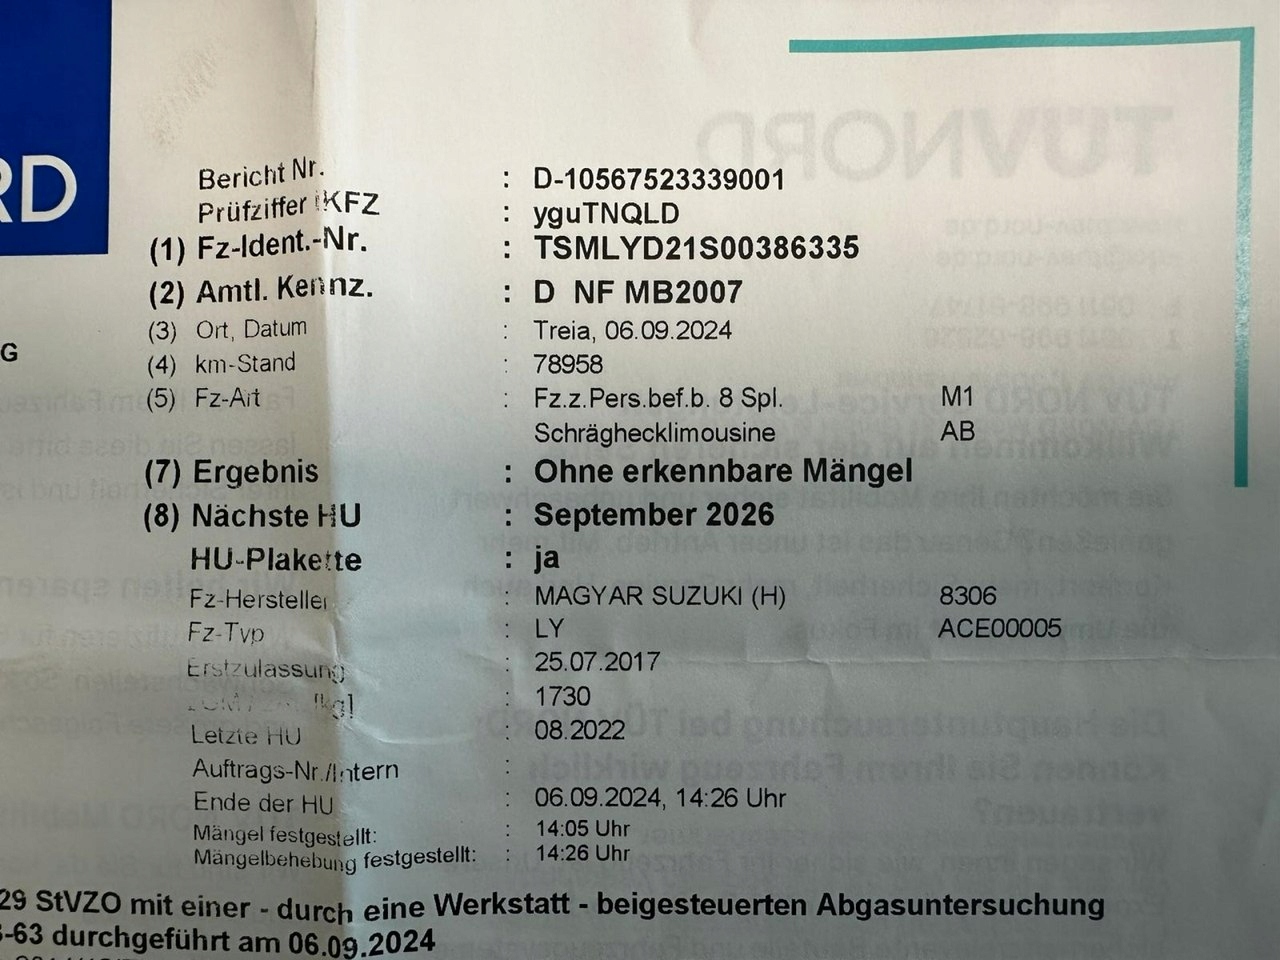 RD
G
Bericht Nr. : D-10567523339001
Prüfziffer KFZ : yguTNQLD
(1) Fz-Ident.-Nr. : TSMLYD21S00386335
(2) Amtl. Kennz. : D NF MB2007
(3) Ort, Datum : Treia, 06.09.2024
(4) km-Stand : 78958
(5) Fz-Art : Fz.z.Pers.bef.b. 8 Spl. M1
Schräghecklimousine AB
(7) Ergebnis : Ohne erkennbare Mängel
(8) Nächste HU : September 2026
HU-Plakette : ja
Fz-Hersteller : MAGYAR SUZUKI (H) 8306
Fz-Typ : LY ACE00005
Erstzulassung : 25.07.2017
[kg] : 1730
Letzte HU : 08.2022
Auftrags-Nr./Intern :
Ende der HU : 06.09.2024, 14:26 Uhr
Mängel festgestellt: : 14:05 Uhr
Mängelbehebung festgestellt: : 14:26 Uhr
29 StVZO mit einer - durch eine Werkstatt - beigesteuerten Abgasuntersuchung
-63 durchgeführt am 06.09.2024